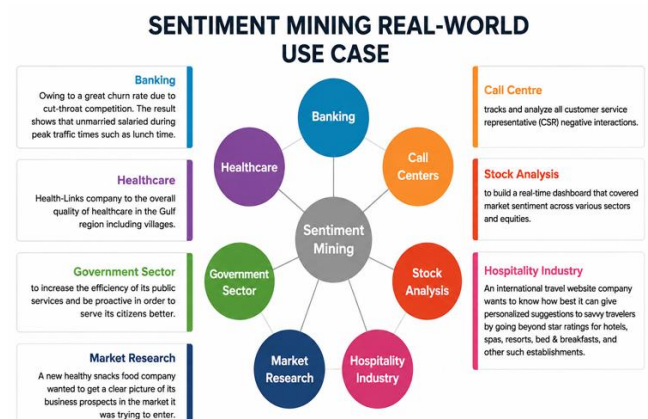 SENTIMENT MINING REAL-WORLD
USE CASE
Banking
Owing to a great churn rate due to
cut-throat competition. The result
shows that unmarried salaried during
peak traffic times such as lunch time.
Healthcare
Health-Links company to the overall
quality of healthcare in the Gulf
region including villages.
Government Sector
to increase the efficiency of its public
services and be proactive in order to
serve its citizens better.
Market Research
A new healthy snacks food company
wanted to get a clear picture of its
business prospects in the market it
was trying to enter.
Banking
Healthcare
Call
Centers
Sentiment
Mining
Government
Sector
Stock
Analysis
Market
Research
Hospitality
Industry
Call Centre
tracks and analyze all customer service
representative (CSR) negative interactions.
Stock Analysis
to build a real-time dashboard that covered
market sentiment across various sectors
and equities.
Hospitality Industry
An international travel website company
wants to know how best it can give
personalized suggestions to savvy travelers
by going beyond star ratings for hotels,
spas, resorts, bed & breakfasts, and
other such establishments.